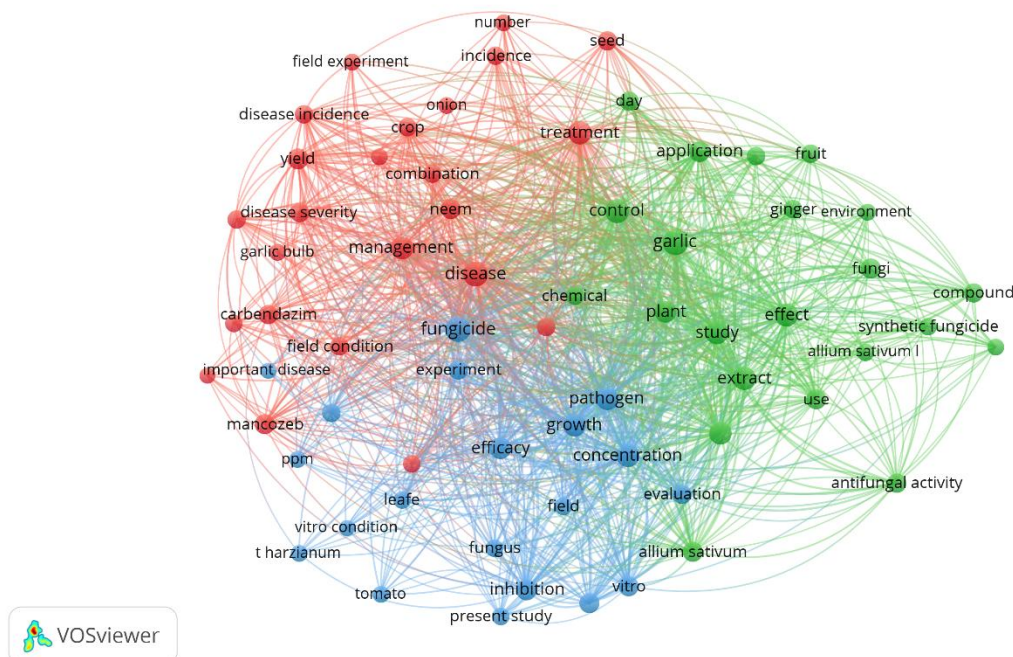 number
seed
incidence
field experiment
day
onion
disease incidence
crop
treatment
application
fruit
yield
combination
disease severity
neem
control
ginger
environment
garlic bulb
management
garlic
disease
fungi
chemical
compound
carbendazim
fungicide
plant
study
effect
synthetic fungicide
field condition
allium sativum l
important disease
experiment
extract
pathogen
use
mancozeb
growth
efficacy
concentration
ppm
antifungal activity
leafe
field
evaluation
vitro condition
t harzianum
fungus
allium sativum
tomato
inhibition
vitro
present study
VOSviewer